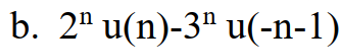 b. 2ⁿ u(n)-3ⁿ u(-n-1)